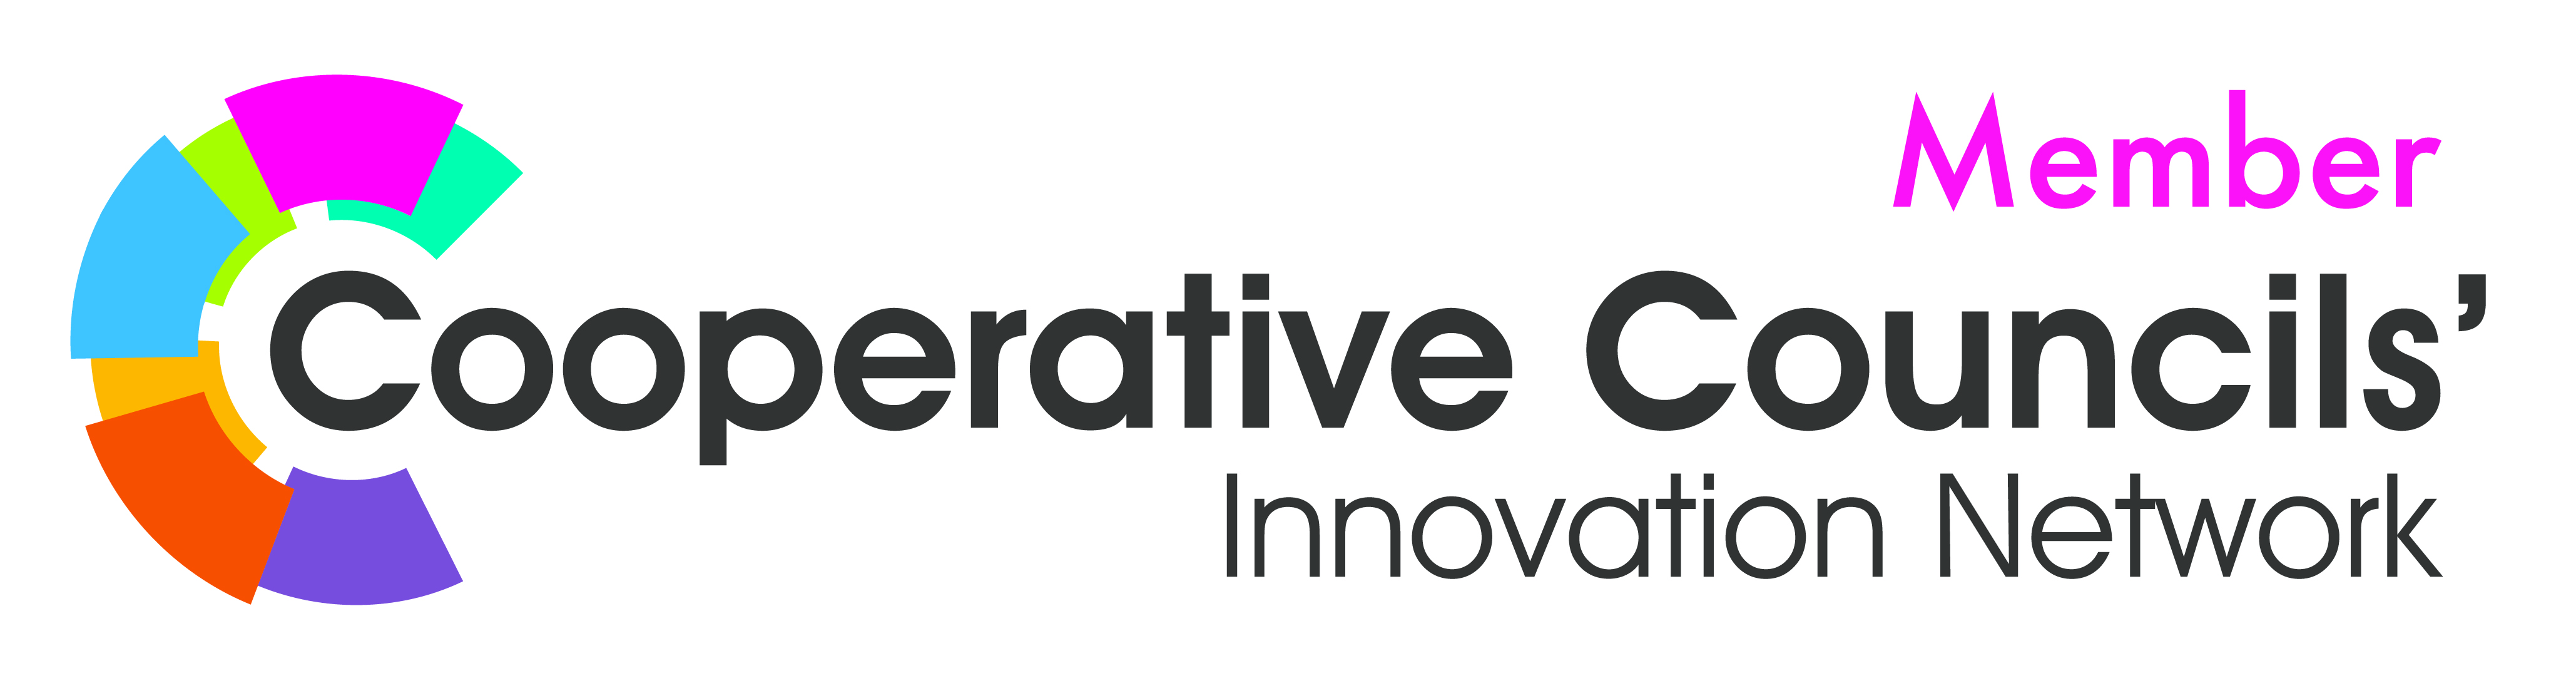 Member
Cooperative Councils’
Innovation Network